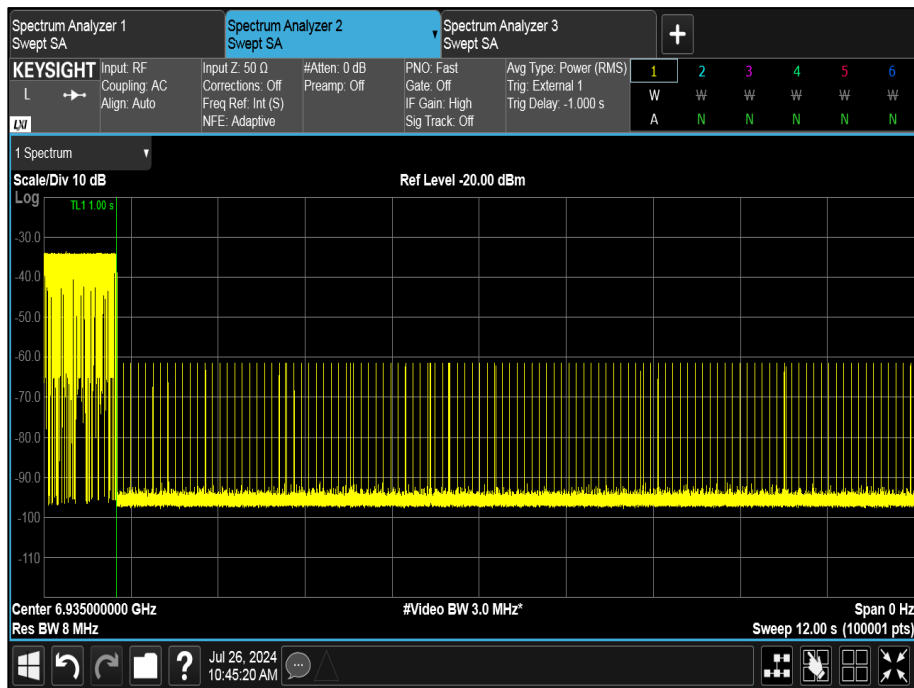 Spectrum Analyzer 1
Swept SA
Spectrum Analyzer 2
Swept SA
Spectrum Analyzer 3
Swept SA
+
KEYSIGHT
L
LXI
Input: RF
Coupling: AC
Align: Auto
Input Z: 50 Ω
Corrections: Off
Freq Ref: Int (S)
NFE: Adaptive
#Atten: 0 dB
Preamp: Off
PNO: Fast
Gate: Off
IF Gain: High
Sig Track: Off
Avg Type: Power (RMS)
Trig: External 1
Trig Delay: -1.000 s
1 2 3 4 5 6
W W W W W W
A N N N N N
1 Spectrum
Scale/Div 10 dB
Ref Level -20.00 dBm
Log
TL1 1.00 s
-30.0
-40.0
-50.0
-60.0
-70.0
-80.0
-90.0
-100
-110
Center 6.935000000 GHz
#Video BW 3.0 MHz*
Span 0 Hz
Res BW 8 MHz
Sweep 12.00 s (100001 pts)
?
Jul 26, 2024
10:45:20 AM